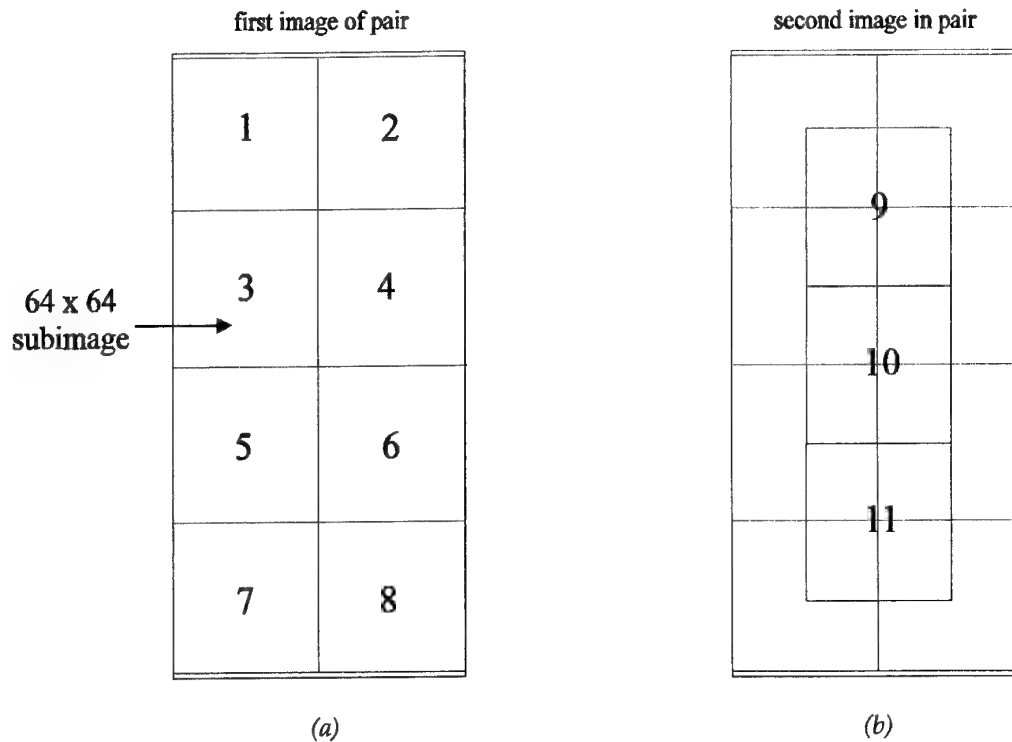 first image of pair
second image in pair
1 2
3 4
5 6
7 8
64 x 64
subimage
9
10
11
(a)
(b)